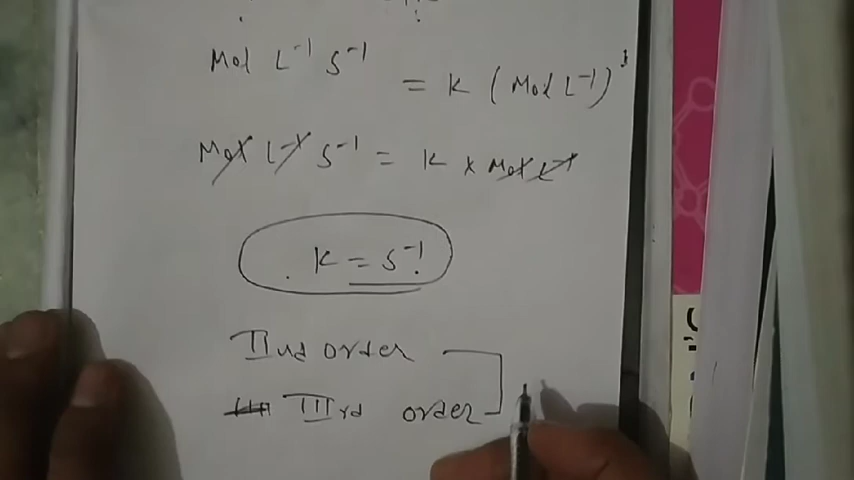 Mol L⁻¹ S⁻¹ = K (Mol L⁻¹)¹
Mol L⁻¹ S⁻¹ = K x Mol L⁻¹
K = S⁻¹
IInd order
IIIrd order